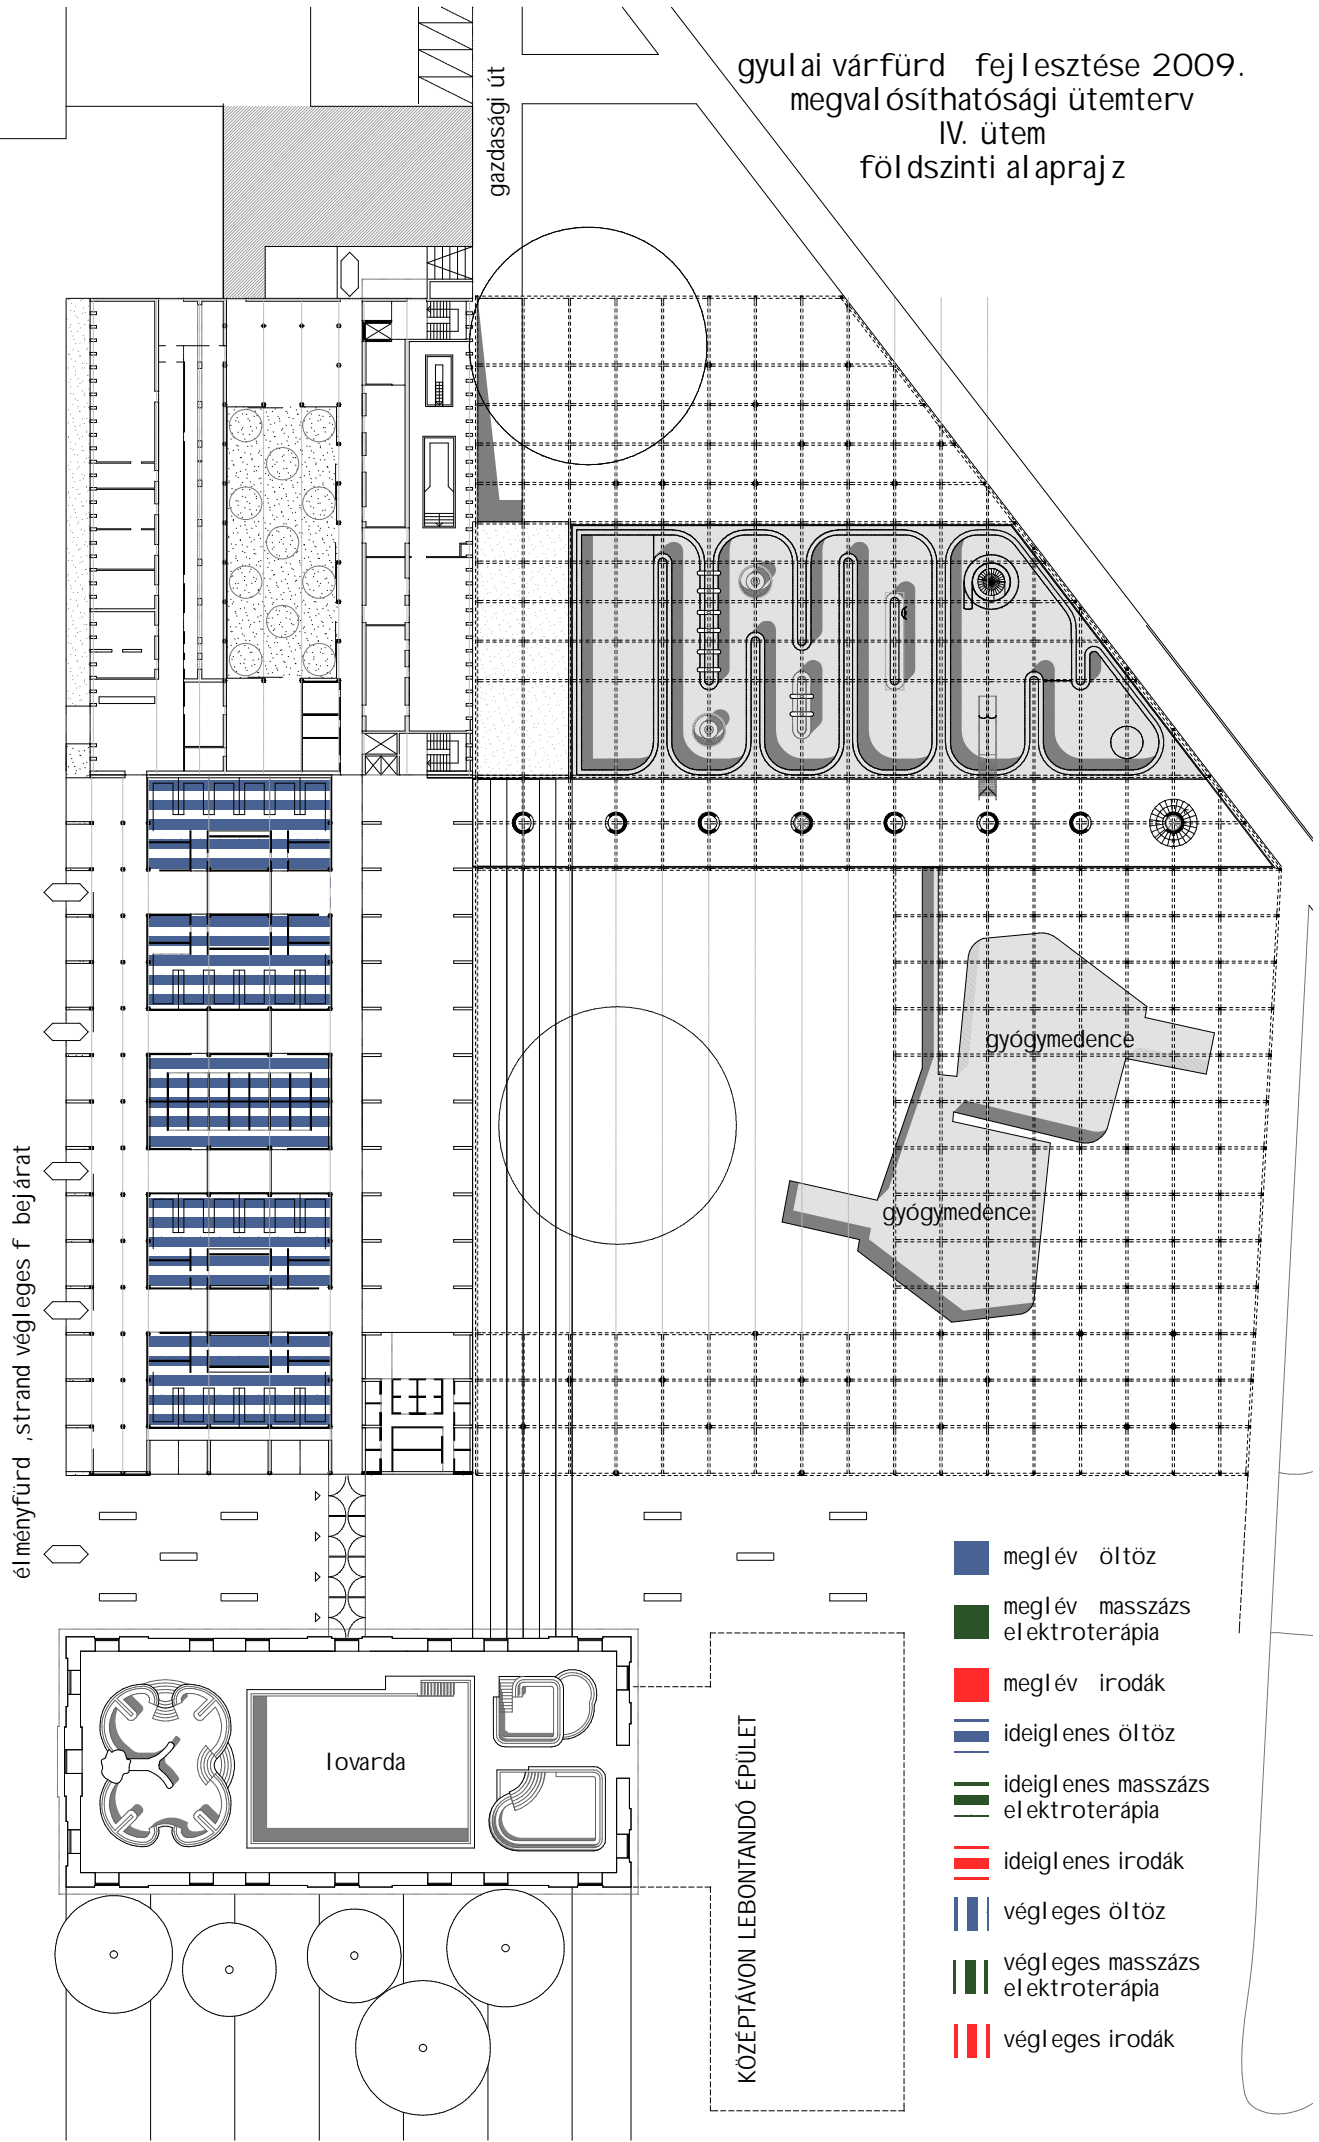 gyulai várfürd fejlesztése 2009.
megvalósíthatósági ütemterv
IV. ütem
földszinti alaprajz
gazdasági út
gyógymedence
gyógymedence
élményfürd ,strand végleges f bejárat
lovarda
KÖZÉPTÁVON LEBONTANDÓ ÉPÜLET
meglév öltöz
meglév masszázs
elektroterápia
meglév irodák
ideiglenes öltöz
ideiglenes masszázs
elektroterápia
ideiglenes irodák
végleges öltöz
végleges masszázs
elektroterápia
végleges irodák